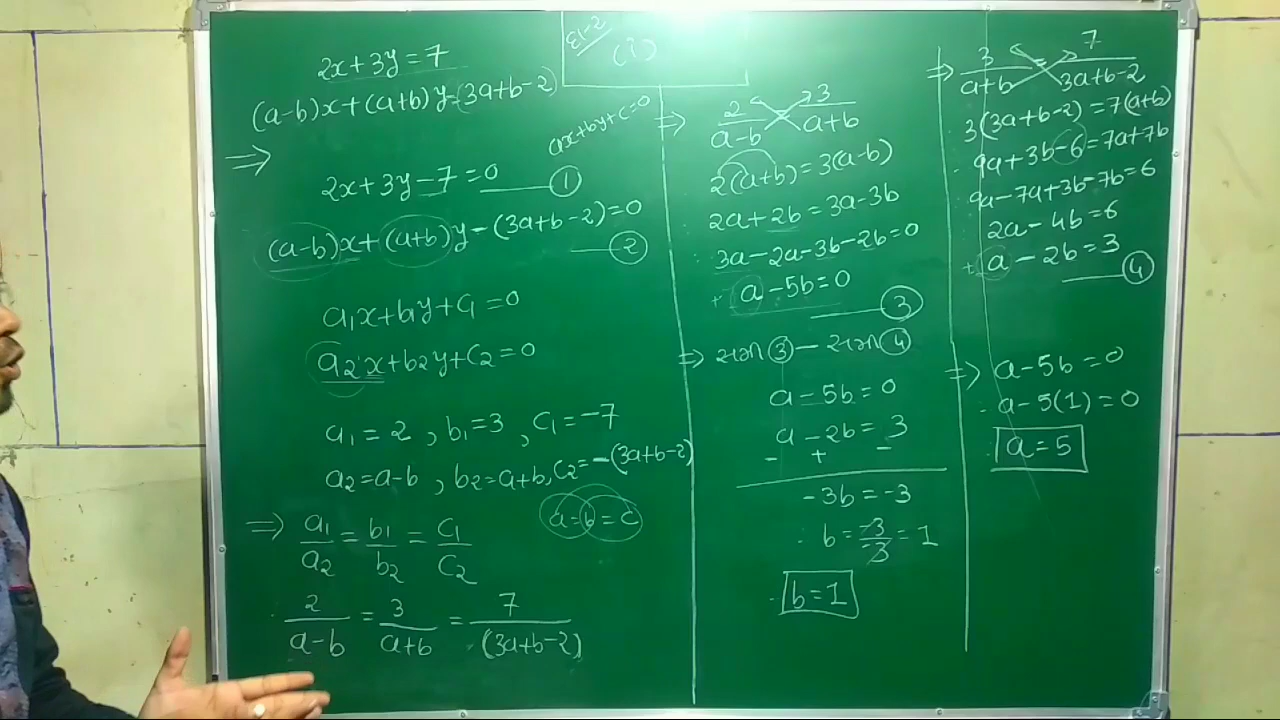 દા-2
(i)
2x+3y=7
(a-b)x+(a+b)y=(3a+b-2)
ax+by+c=0
⇒
2x+3y-7=0 ①
(a-b)x+(a+b)y-(3a+b-2)=0
②
a₁x+b₁y+c₁=0
a₂x+b₂y+c₂=0
a₁=2, b₁=3, c₁=-7
a₂=a-b, b₂=a+b, c₂=-(3a+b-2)
a=b=c
⇒ a₁/a₂ = b₁/b₂ = c₁/c₂
2/(a-b) = 3/(a+b) = 7/(3a+b-2)
⇒ 2/(a-b) = 3/(a+b)
2(a+b)=3(a-b)
2a+2b=3a-3b
3a-2a-3b-2b=0
a-5b=0
③
⇒ સમી ③ - સમી ④
a-5b=0
a-2b=3
- + -
-3b=-3
∴ b=-3/-3=1
b=1
⇒ 3/(a+b) = 7/(3a+b-2)
3(3a+b-2)=7(a+b)
9a+3b-6=7a+7b
9a-7a+3b-7b=6
2a-4b=6
a-2b=3
④
⇒ a-5b=0
a-5(1)=0
a=5